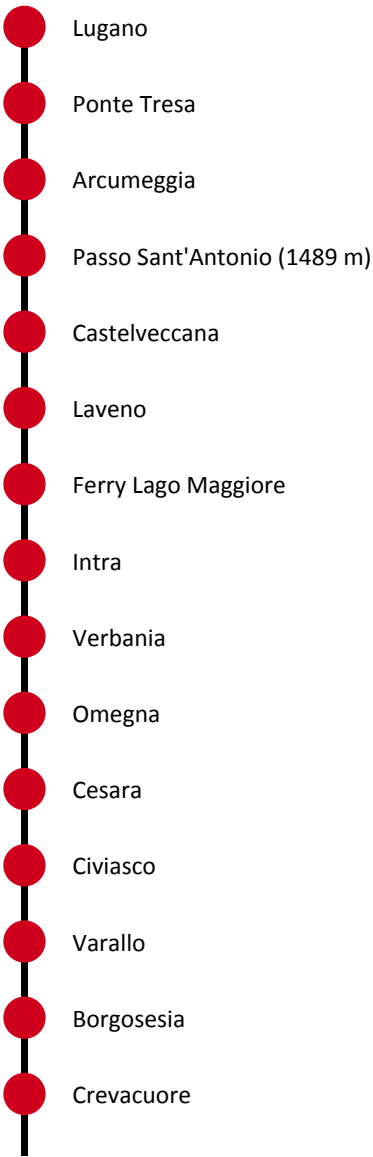 Lugano
Ponte Tresa
Arcumeggia
Passo Sant'Antonio (1489 m)
Castelveccana
Laveno
Ferry Lago Maggiore
Intra
Verbania
Omegna
Cesara
Civiasco
Varallo
Borgosesia
Crevacuore